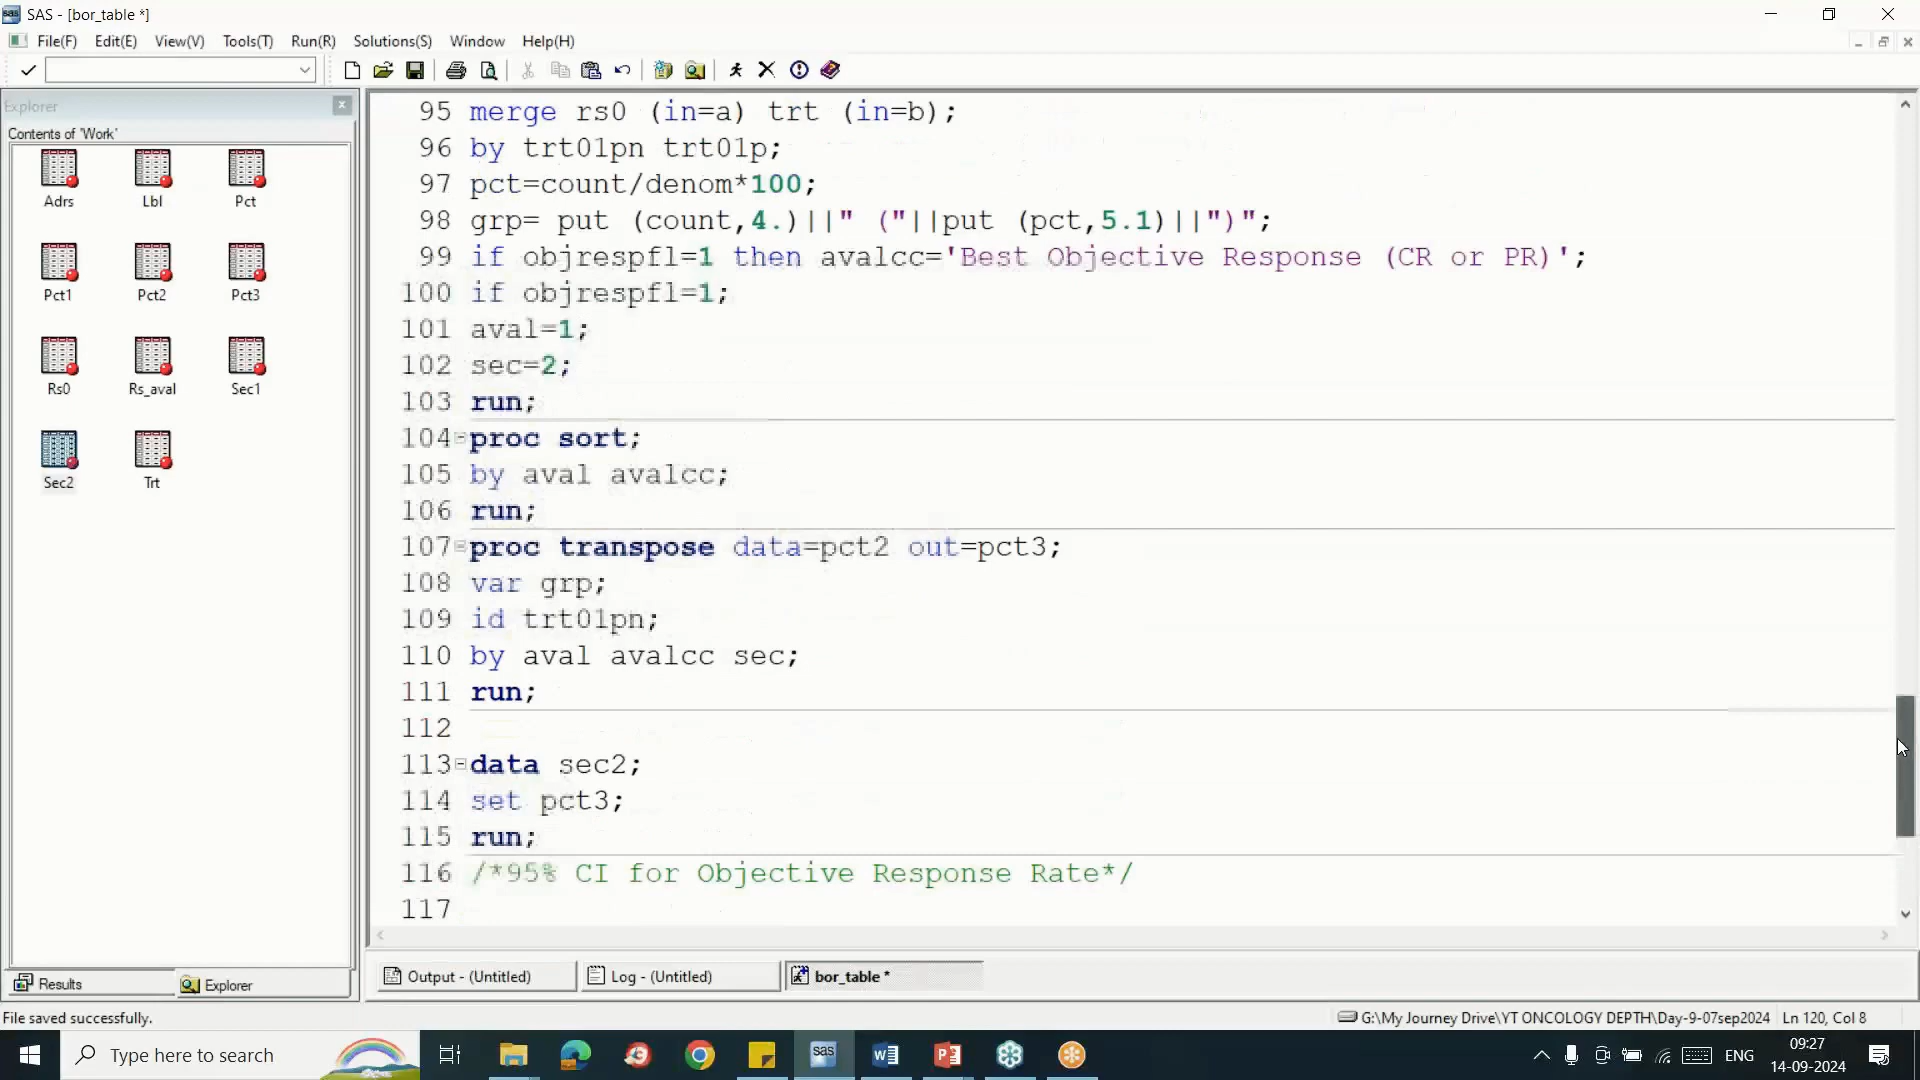 SAS - [bor_table *]
File(F) Edit(E) View(V) Tools(T) Run(R) Solutions(S) Window Help(H)
Explorer
Contents of 'Work'
Adrs Lbl Pct
Pct1 Pct2 Pct3
Rs0 Rs_aval Sec1
Sec2 Trt
95 merge rs0 (in=a) trt (in=b);
96 by trt01pn trt01p;
97 pct=count/denom*100;
98 grp= put (count,4.)||" ("||put (pct,5.1)||")";
99 if objrespfl=1 then avalcc='Best Objective Response (CR or PR)';
100 if objrespfl=1;
101 aval=1;
102 sec=2;
103 run;
104 proc sort;
105 by aval avalcc;
106 run;
107 proc transpose data=pct2 out=pct3;
108 var grp;
109 id trt01pn;
110 by aval avalcc sec;
111 run;
112
113 data sec2;
114 set pct3;
115 run;
116 /*95% CI for Objective Response Rate*/
117
Results Explorer
Output - (Untitled) Log - (Untitled) bor_table *
File saved successfully.
G:\My Journey Drive\YT ONCOLOGY DEPTH\Day-9-07sep2024 Ln 120, Col 8
Type here to search
ENG
09:27
14-09-2024